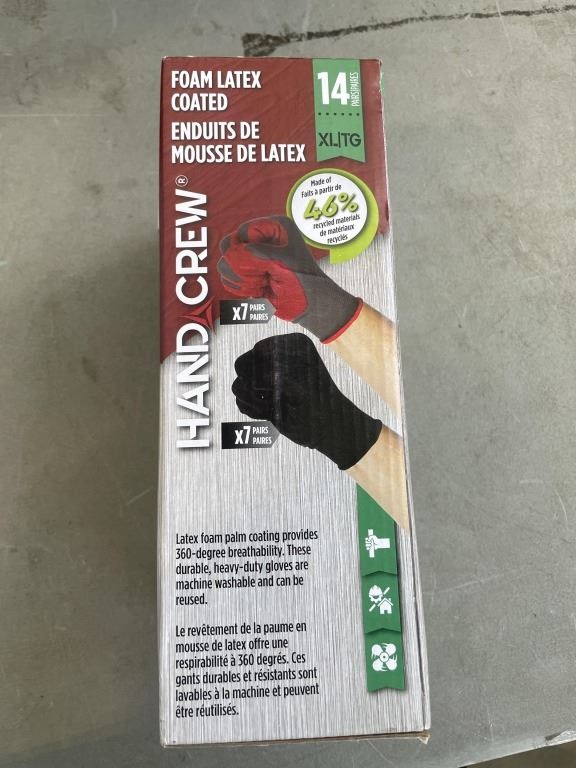 FOAM LATEX
COATED
ENDUITS DE
MOUSSE DE LATEX
14 PAIRS|PAIRES
XL|TG
Made of
Faits à partir de
46%
recycled materials
de matériaux
recyclés
HAND CREW®
x7 PAIRS
PAIRES
x7 PAIRS
PAIRES
Latex foam palm coating provides
360-degree breathability. These
durable, heavy-duty gloves are
machine washable and can be
reused.
Le revêtement de la paume en
mousse de latex offre une
respirabilité à 360 degrés. Ces
gants durables et résistants sont
lavables à la machine et peuvent
être réutilisés.